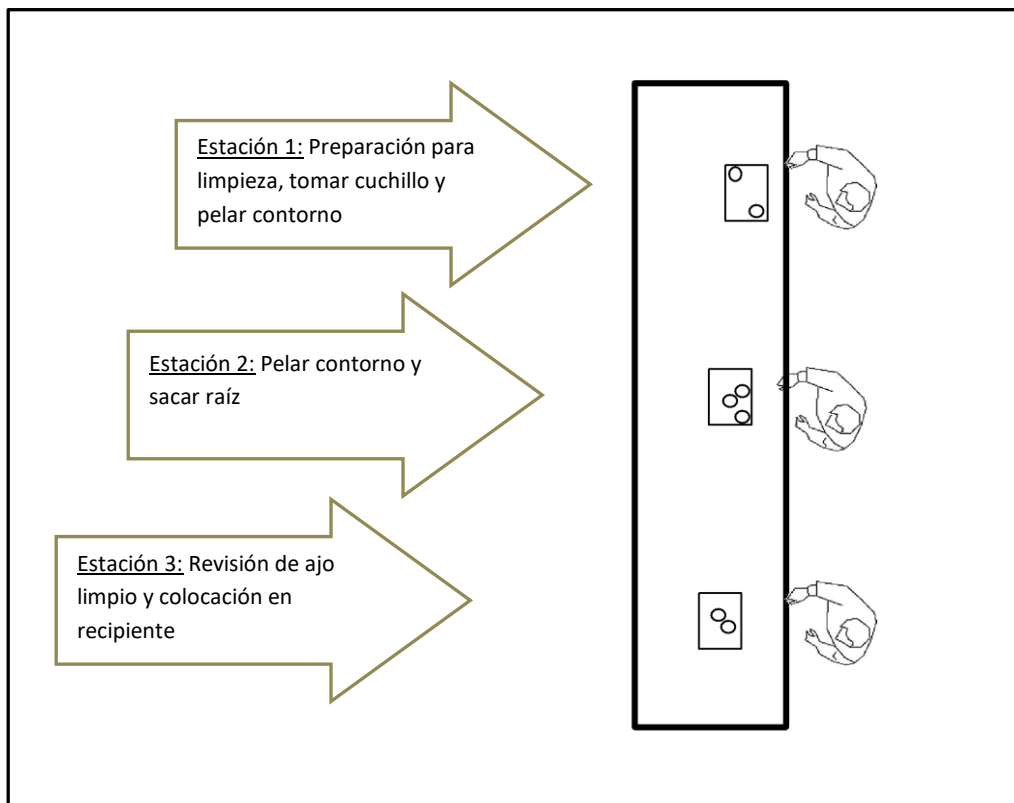 Estación 1: Preparación para
limpieza, tomar cuchillo y
pelar contorno
Estación 2: Pelar contorno y
sacar raíz
Estación 3: Revisión de ajo
limpio y colocación en
recipiente